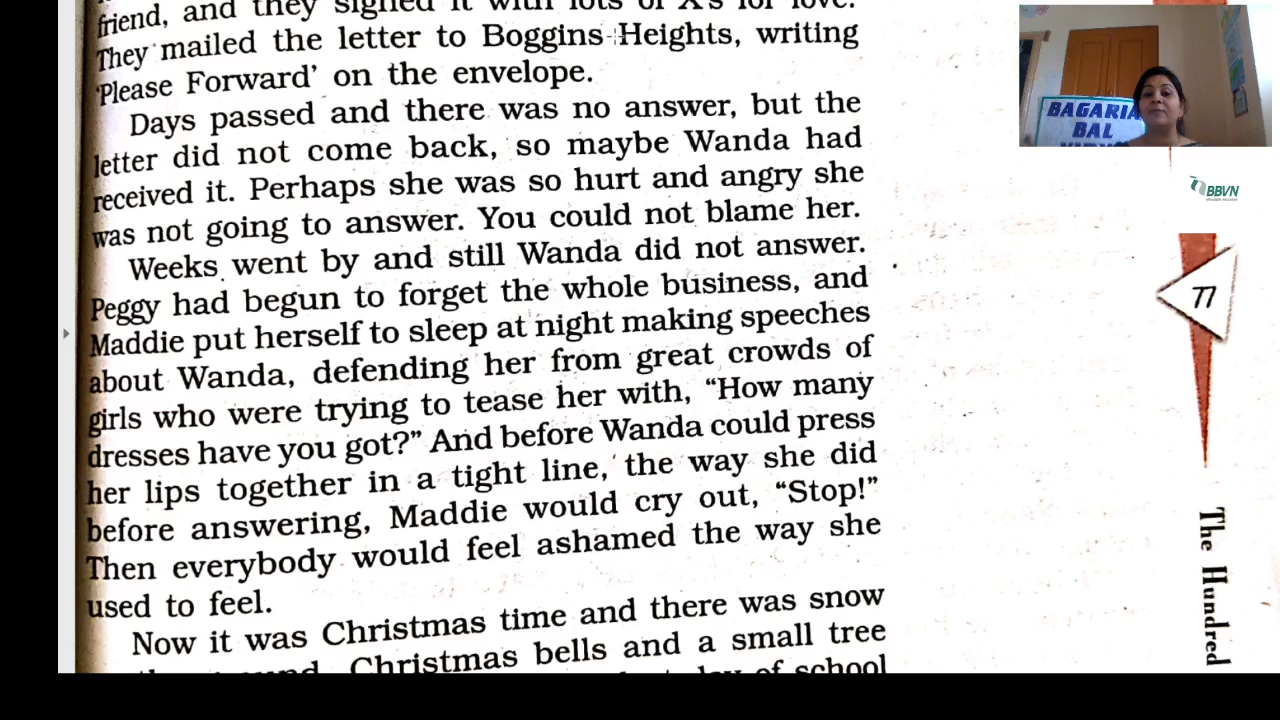 friend, and they signed it with lots of X's for love.
They mailed the letter to Boggins Heights, writing
'Please Forward' on the envelope.
Days passed and there was no answer, but the
letter did not come back, so maybe Wanda had
received it. Perhaps she was so hurt and angry she
was not going to answer. You could not blame her.
Weeks went by and still Wanda did not answer.
Peggy had begun to forget the whole business, and
Maddie put herself to sleep at night making speeches
about Wanda, defending her from great crowds of
girls who were trying to tease her with, “How many
dresses have you got?” And before Wanda could press
her lips together in a tight line, the way she did
before answering, Maddie would cry out, “Stop!”
Then everybody would feel ashamed the way she
used to feel.
Now it was Christmas time and there was snow
Christmas bells and a small tree
of school
BAGARIA
BAL
BBVN
77
The Hundred